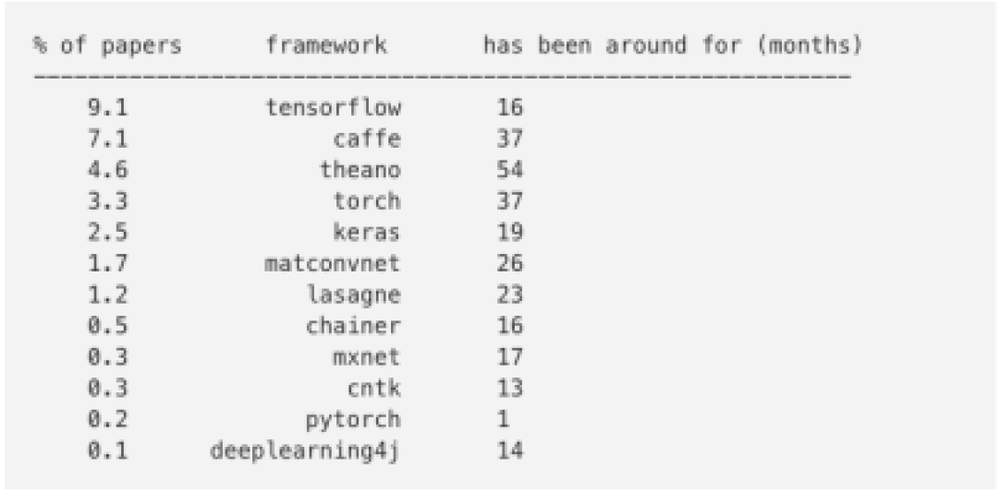 % of papers framework has been around for (months)
------------------------------------------------------------
9.1 tensorflow 16
7.1 caffe 37
4.6 theano 54
3.3 torch 37
2.5 keras 19
1.7 matconvnet 26
1.2 lasagne 23
0.5 chainer 16
0.3 mxnet 17
0.3 cntk 13
0.2 pytorch 1
0.1 deeplearning4j 14